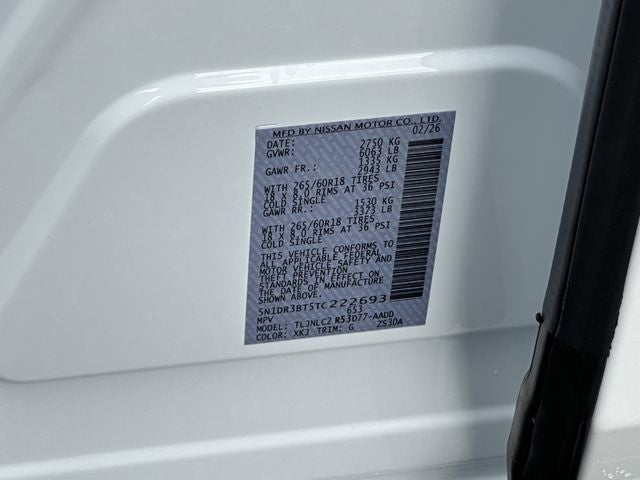 MFD BY NISSAN MOTOR CO., LTD.
DATE: 02/26
GVWR: 2750 KG
6063 LB
GAWR FR.: 1335 KG
2943 LB
WITH 265/60R18 TIRES
18 X 8.0 RIMS AT 36 PSI
COLD SINGLE
GAWR RR.: 1530 KG
3373 LB
WITH 265/60R18 TIRES
18 X 8.0 RIMS AT 36 PSI
COLD SINGLE
THIS VEHICLE CONFORMS TO
ALL APPLICABLE FEDERAL
MOTOR VEHICLE SAFETY AND
THEFT PREVENTION
STANDARDS IN EFFECT ON
DATE OF MANUFACTURE
SHOWN ABOVE
5N1DR3BT5TC222693
MPV 653
MODEL: TLJNLC2 R53D77-AADD
COLOR: XKJ TRIM: G ZS30A